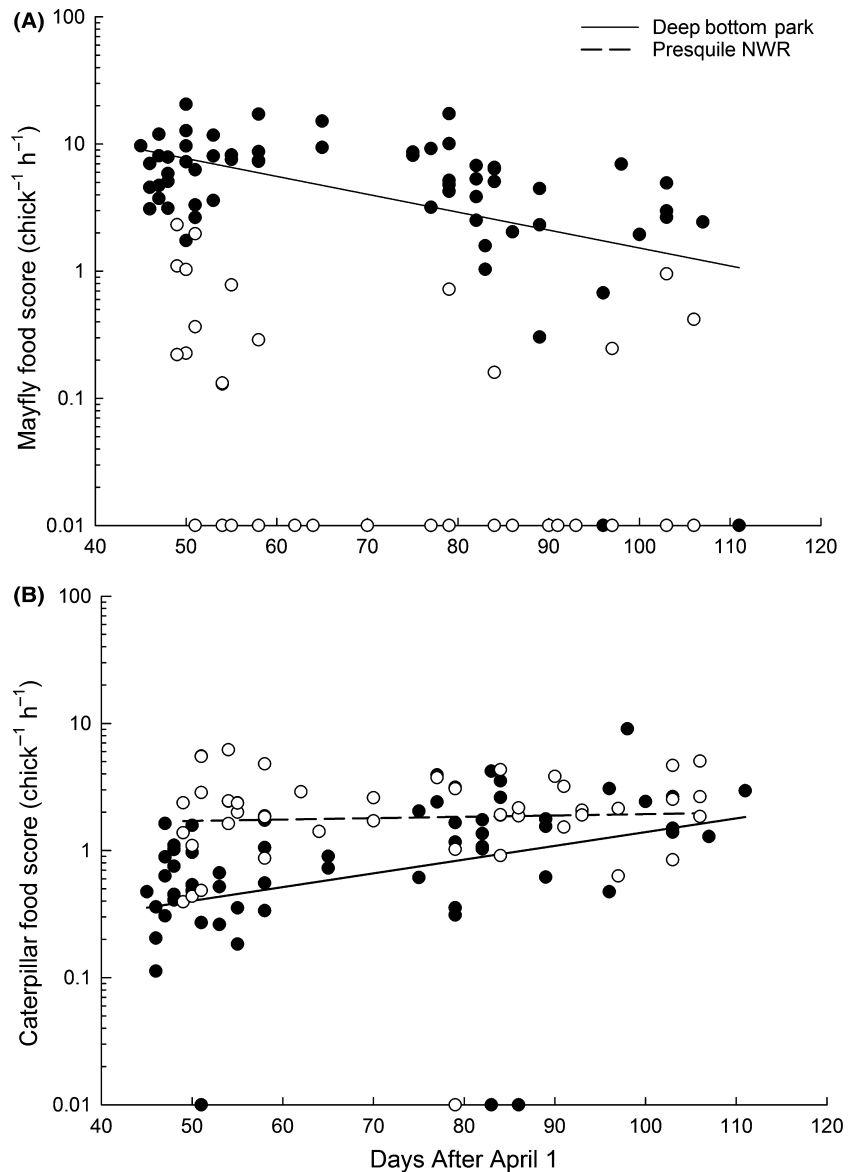 (A)
Deep bottom park
Presquile NWR
100
10
1
0.1
0.01
Mayfly food score (chick⁻¹ h⁻¹)
40 50 60 70 80 90 100 110 120
(B)
100
10
1
0.1
0.01
Caterpillar food score (chick⁻¹ h⁻¹)
40 50 60 70 80 90 100 110 120
Days After April 1